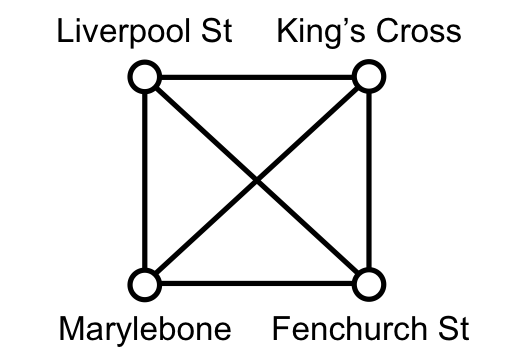 Liverpool St
King’s Cross
Marylebone
Fenchurch St